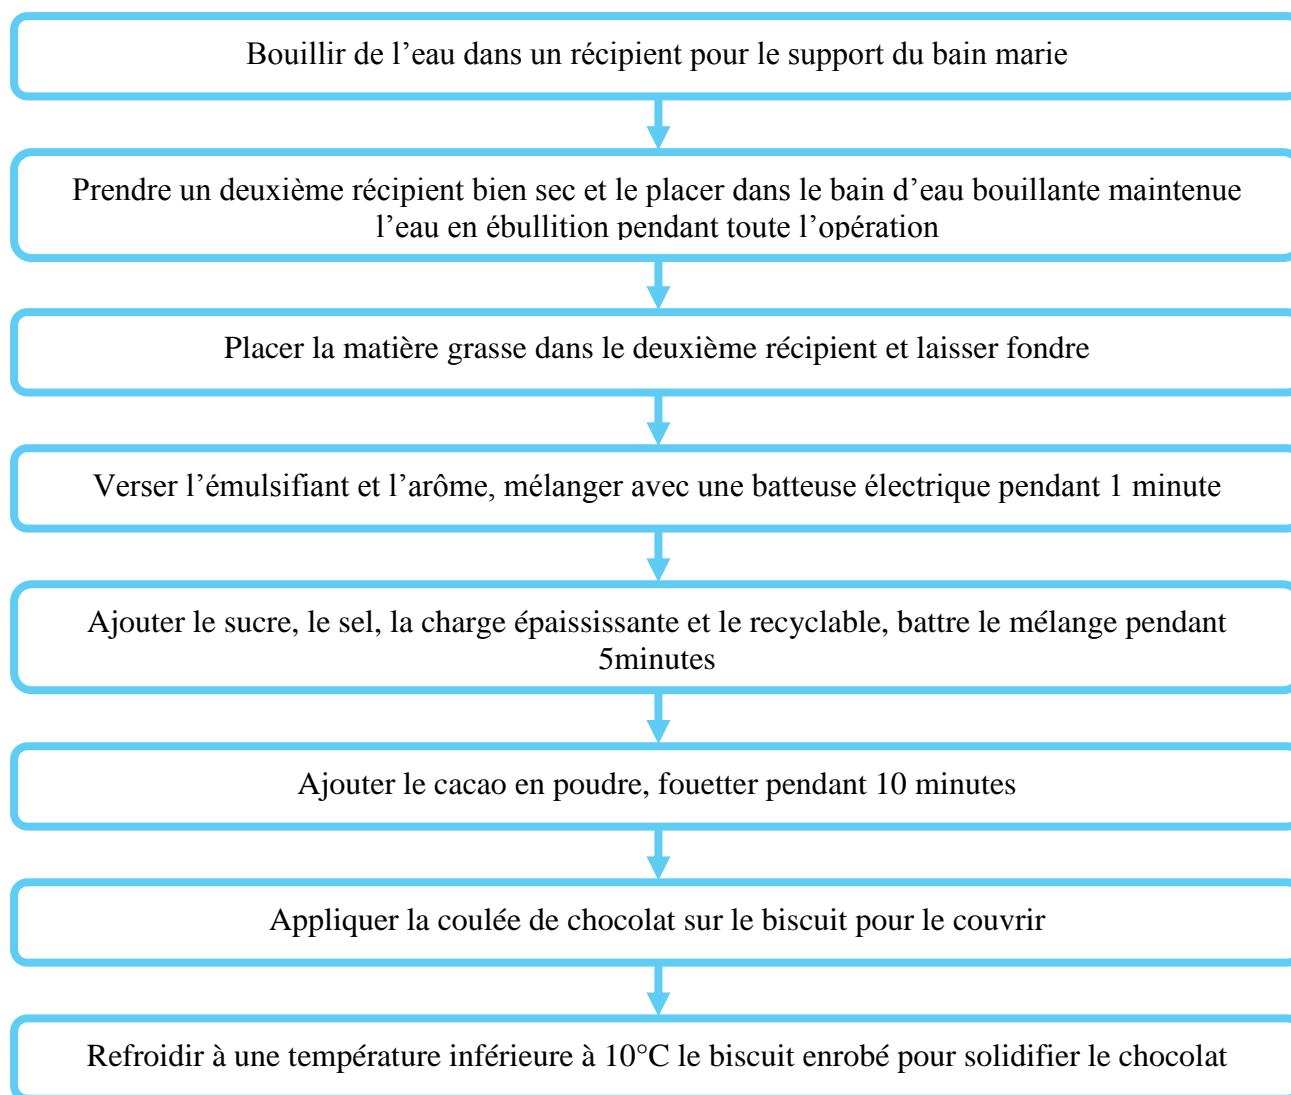 Bouillir de l’eau dans un récipient pour le support du bain marie
Prendre un deuxième récipient bien sec et le placer dans le bain d’eau bouillante maintenue
l’eau en ébullition pendant toute l’opération
Placer la matière grasse dans le deuxième récipient et laisser fondre
Verser l’émulsifiant et l’arôme, mélanger avec une batteuse électrique pendant 1 minute
Ajouter le sucre, le sel, la charge épaississante et le recyclable, battre le mélange pendant
5minutes
Ajouter le cacao en poudre, fouetter pendant 10 minutes
Appliquer la coulée de chocolat sur le biscuit pour le couvrir
Refroidir à une température inférieure à 10°C le biscuit enrobé pour solidifier le chocolat